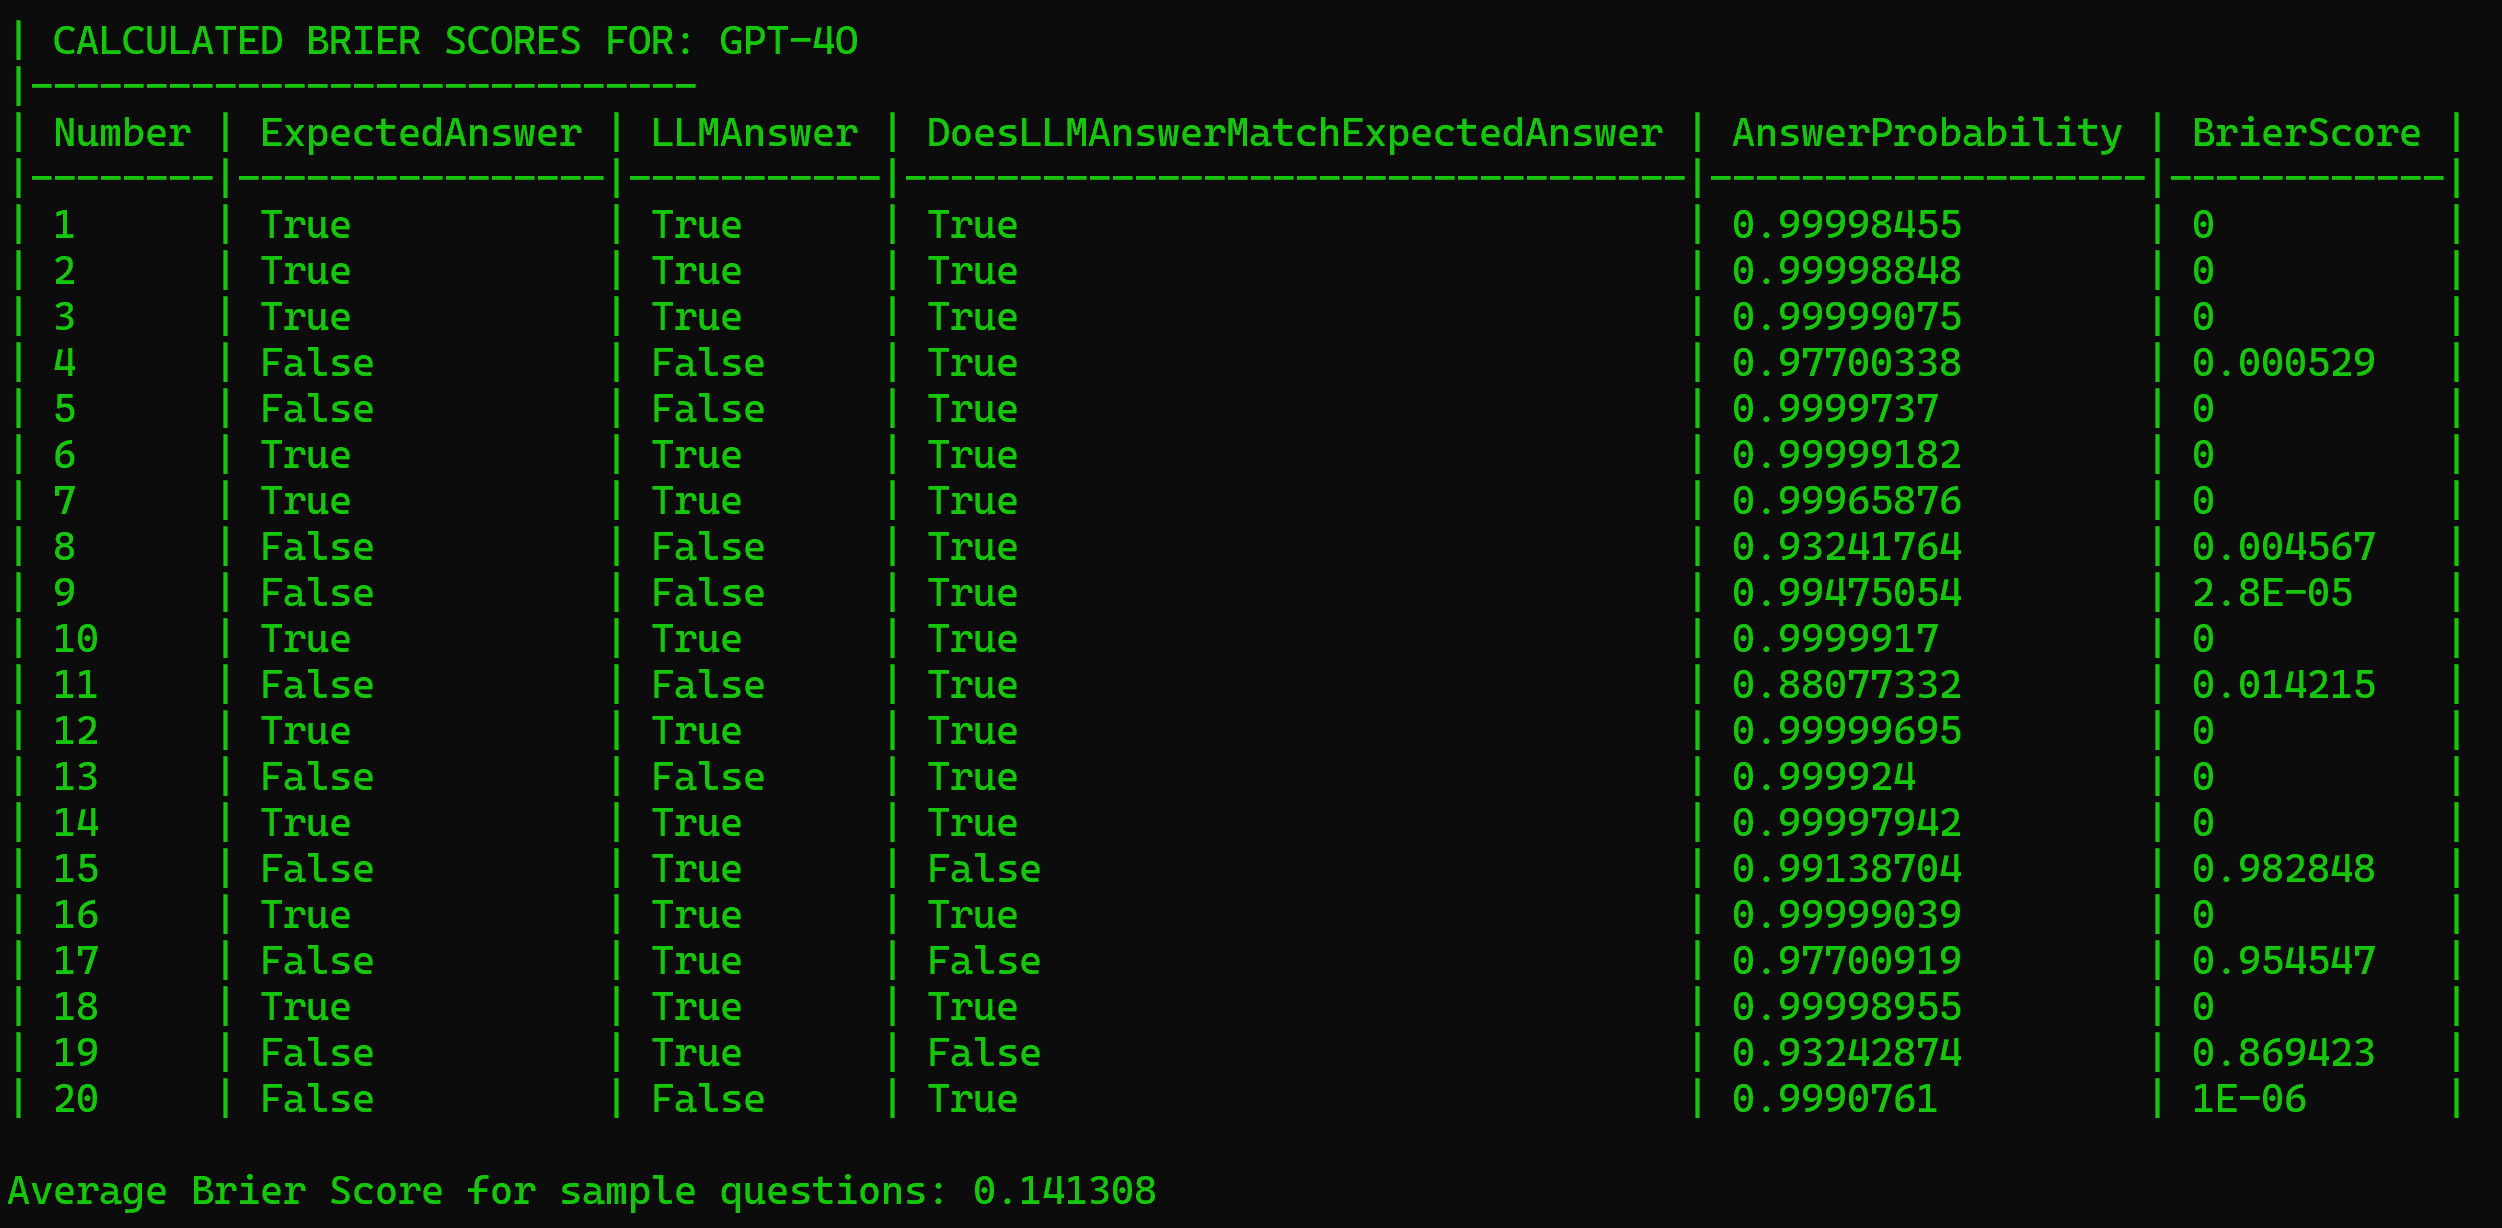 | CALCULATED BRIER SCORES FOR: GPT-4O
|-----------------------------
| Number | ExpectedAnswer | LLMAnswer | DoesLLMAnswerMatchExpectedAnswer | AnswerProbability | BrierScore |
|--------|----------------|-----------|----------------------------------|-------------------|------------|
| 1 | True | True | True | 0.99998455 | 0 |
| 2 | True | True | True | 0.99998848 | 0 |
| 3 | True | True | True | 0.99999075 | 0 |
| 4 | False | False | True | 0.97700338 | 0.000529 |
| 5 | False | False | True | 0.9999737 | 0 |
| 6 | True | True | True | 0.99999182 | 0 |
| 7 | True | True | True | 0.99965876 | 0 |
| 8 | False | False | True | 0.93241764 | 0.004567 |
| 9 | False | False | True | 0.99475054 | 2.8E-05 |
| 10 | True | True | True | 0.9999917 | 0 |
| 11 | False | False | True | 0.88077332 | 0.014215 |
| 12 | True | True | True | 0.99999695 | 0 |
| 13 | False | False | True | 0.999924 | 0 |
| 14 | True | True | True | 0.99997942 | 0 |
| 15 | False | True | False | 0.99138704 | 0.982848 |
| 16 | True | True | True | 0.99999039 | 0 |
| 17 | False | True | False | 0.97700919 | 0.954547 |
| 18 | True | True | True | 0.99998955 | 0 |
| 19 | False | True | False | 0.93242874 | 0.869423 |
| 20 | False | False | True | 0.9990761 | 1E-06 |
Average Brier Score for sample questions: 0.141308